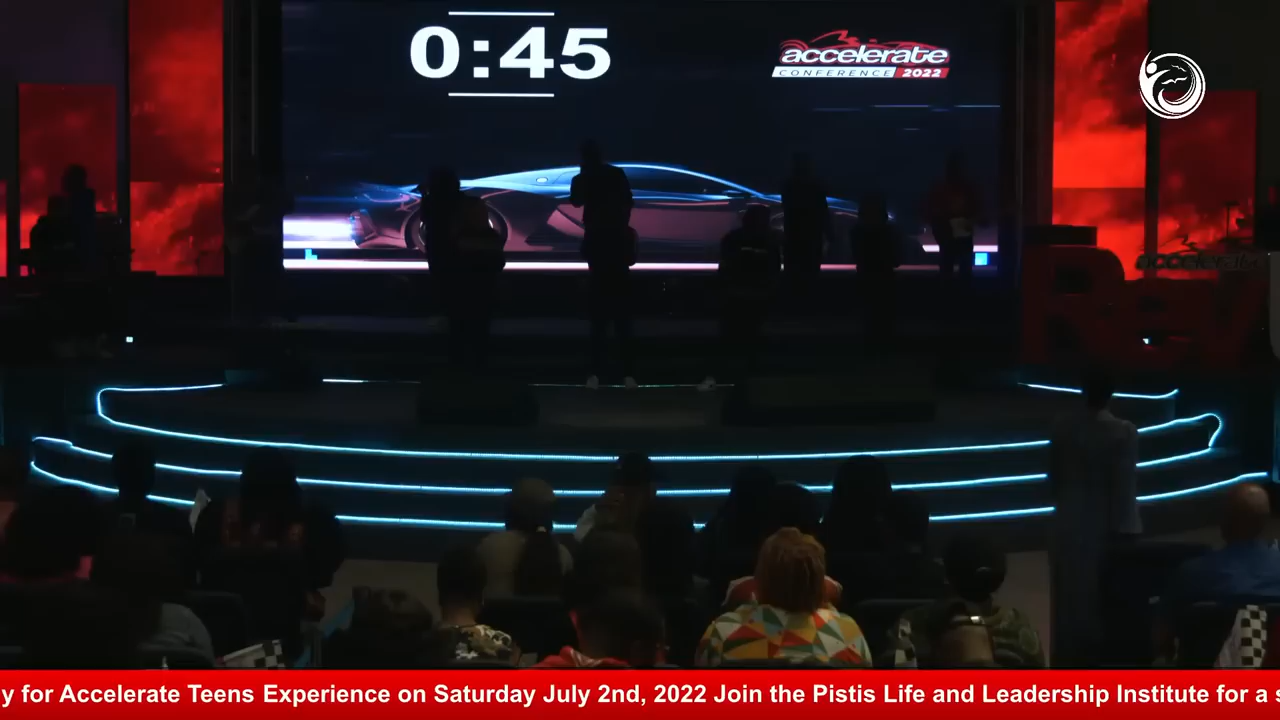 0:45
accelerate
CONFERENCE 2022
accelerate
y for Accelerate Teens Experience on Saturday July 2nd, 2022 Join the Pistis Life and Leadership Institute for a s